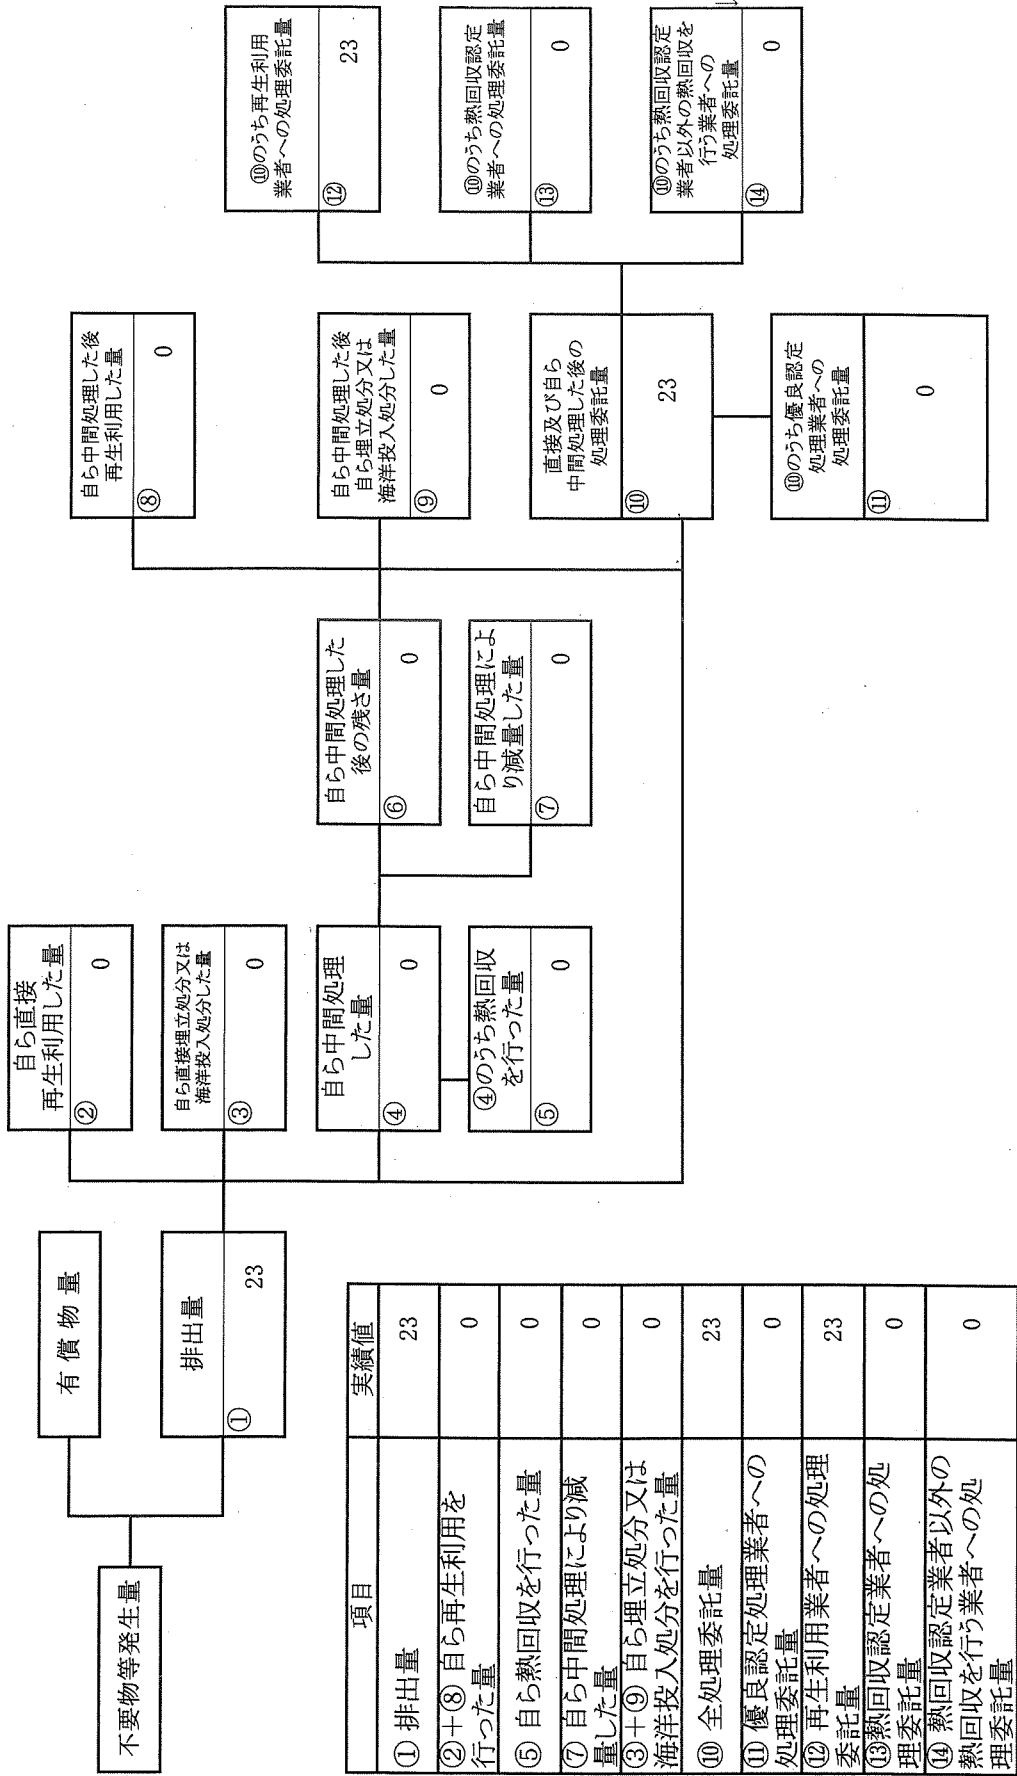 不要物等発生量
有償物量
排出量
①
23
自ら直接
再生利用した量
②
0
自ら直接埋立処分又は
海洋投入処分した量
③
0
自ら中間処理
した量
④
0
④のうち熱回収
を行った量
⑤
0
自ら中間処理した
後の残さ量
⑥
0
自ら中間処理によ
り減量した量
⑦
0
自ら中間処理した後
再生利用した量
⑧
0
自ら中間処理した後
自ら埋立処分又は
海洋投入処分した量
⑨
0
直接及び自ら
中間処理した後の
処理委託量
⑩
23
⑩のうち優良認定
処理業者への
処理委託量
⑪
0
⑩のうち再生利用
業者への処理委託量
⑫
23
⑩のうち熱回収認定
業者への処理委託量
⑬
0
⑩のうち熱回収認定
業者以外の熱回収を
行う業者への
処理委託量
⑭
0
項目 実績値
① 排出量 23
②+⑧ 自ら再生利用を
行った量 0
⑤ 自ら熱回収を行った量 0
⑦ 自ら中間処理により減
量した量 0
③+⑨ 自ら埋立処分又は
海洋投入処分を行った量 0
⑩ 全処理委託量 23
⑪ 優良認定処理業者への
処理委託量 0
⑫ 再生利用業者への処理
委託量 23
⑬熱回収認定業者への処
理委託量 0
⑭ 熱回収認定業者以外の
熱回収を行う業者への処
理委託量 0